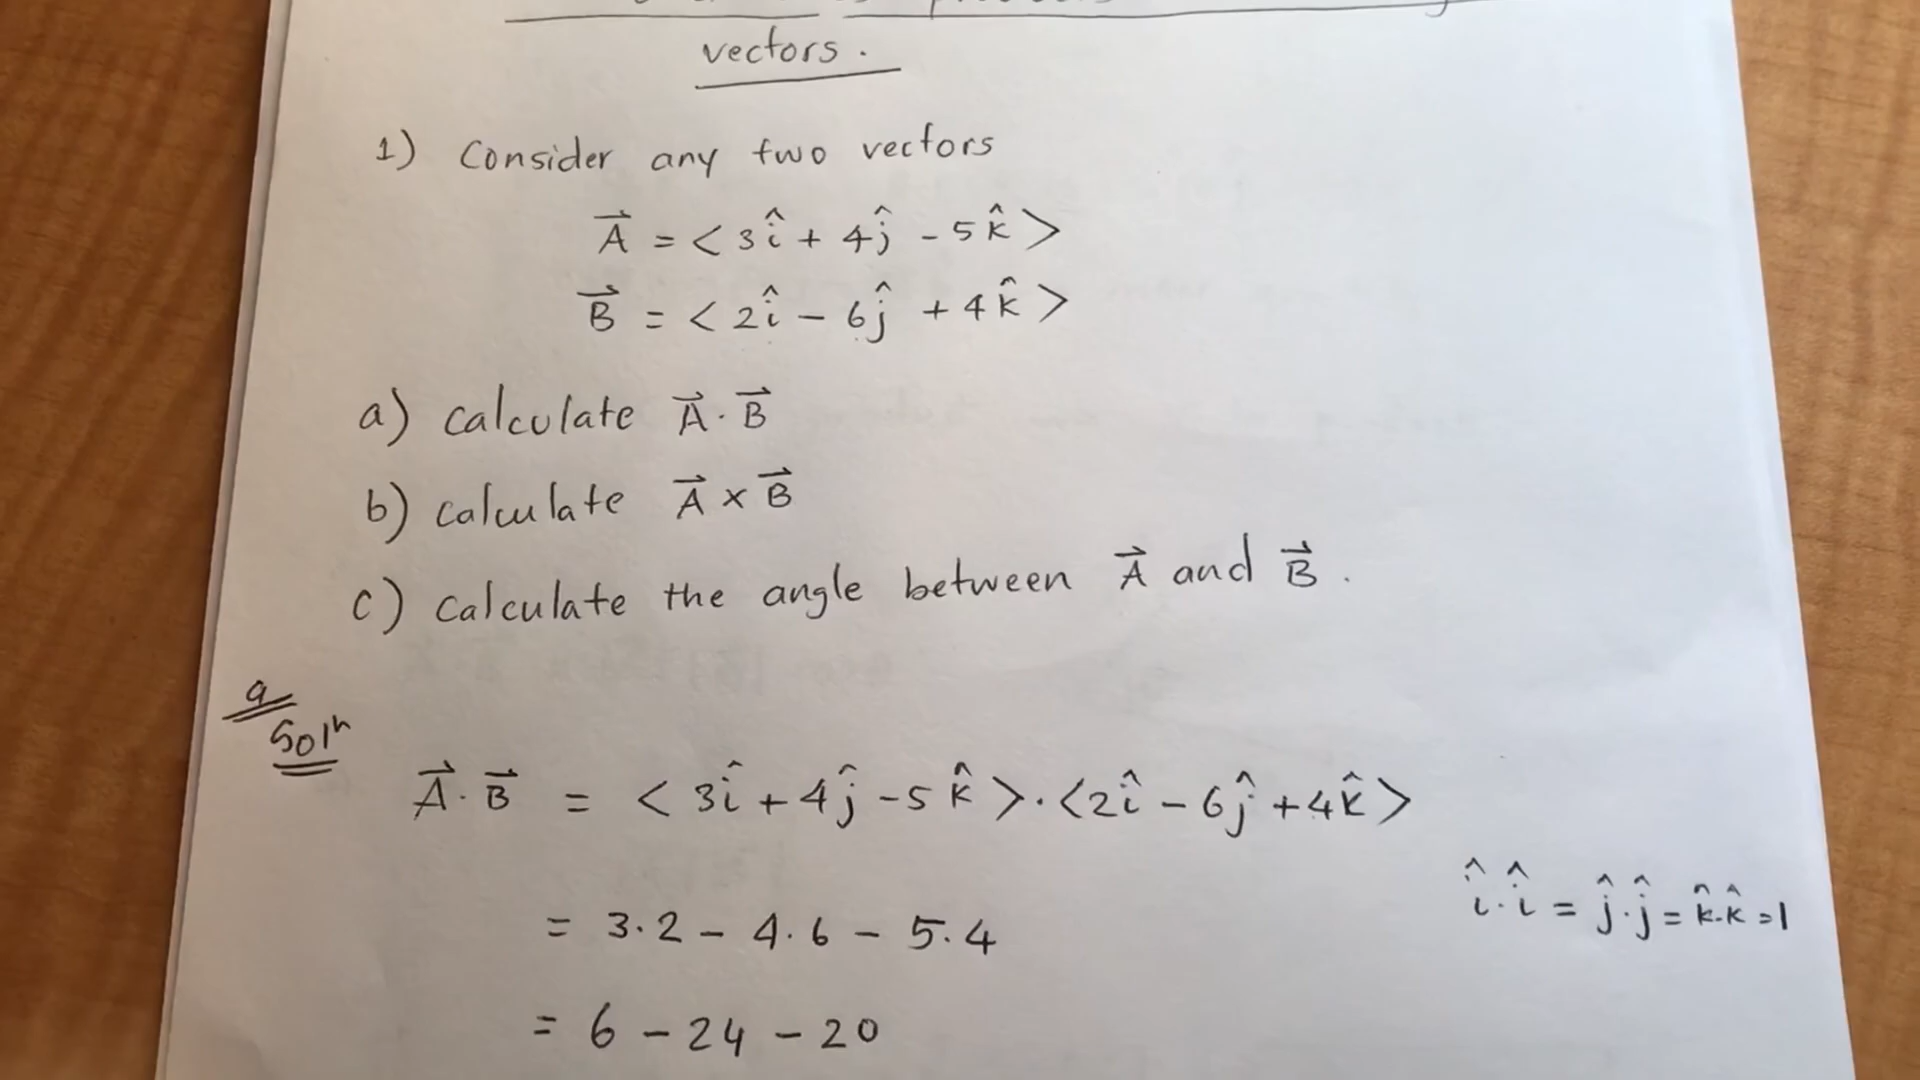 vectors.
1) Consider any two vectors
A⃗ = < 3î + 4ĵ - 5k̂ >
B⃗ = < 2î - 6ĵ + 4k̂ >
a) calculate A⃗ · B⃗
b) calculate A⃗ × B⃗
c) calculate the angle between A⃗ and B⃗.
a
Solⁿ
A⃗ · B⃗ = < 3î + 4ĵ - 5k̂ > · < 2î - 6ĵ + 4k̂ >
î · î = ĵ · ĵ = k̂ · k̂ = 1
= 3·2 - 4·6 - 5·4
= 6 - 24 - 20